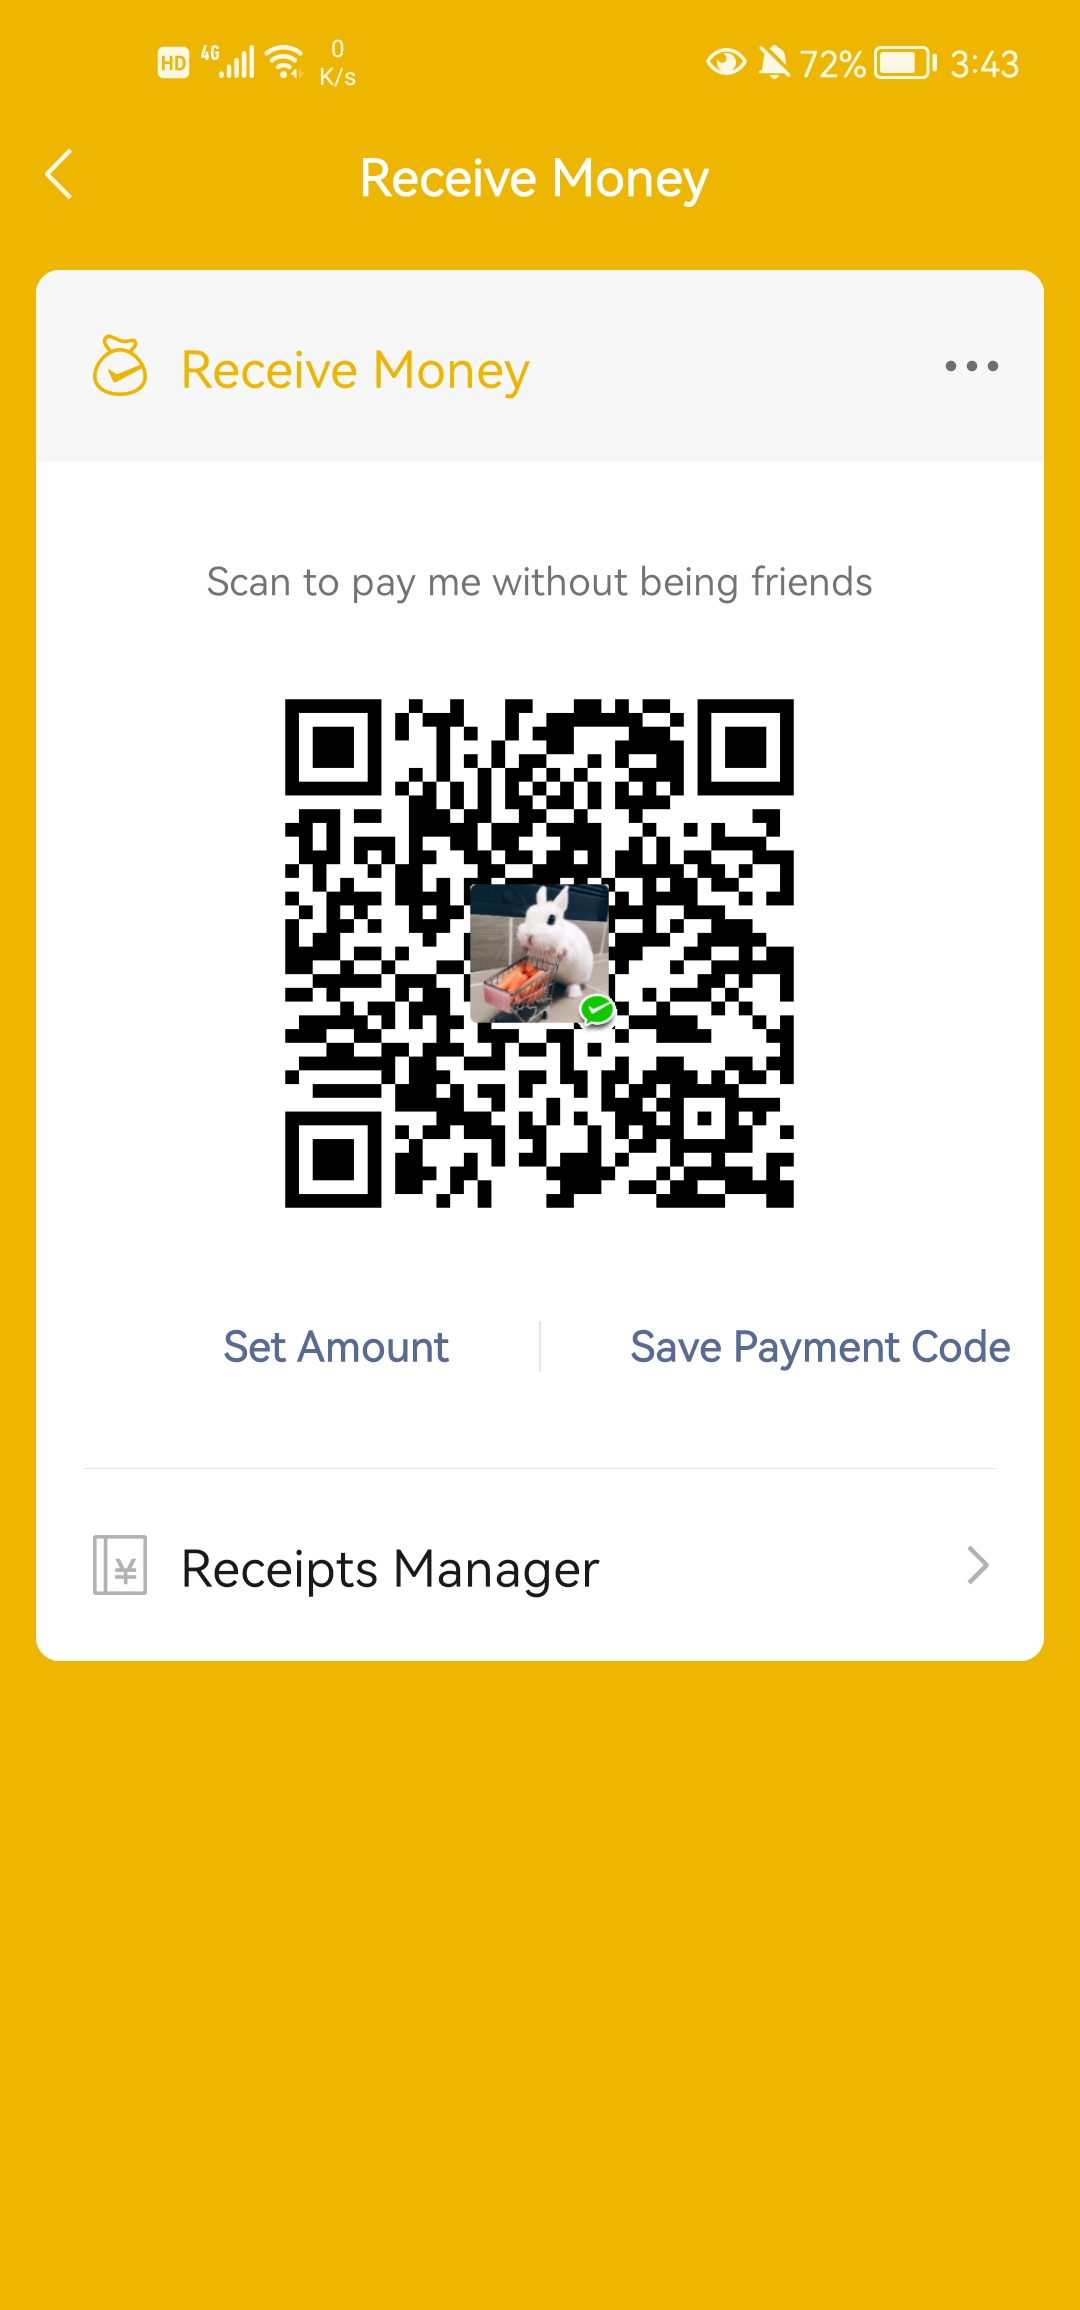 HD 4G 0 K/s 72% 3:43
Receive Money
Receive Money
Scan to pay me without being friends
Set Amount Save Payment Code
¥ Receipts Manager